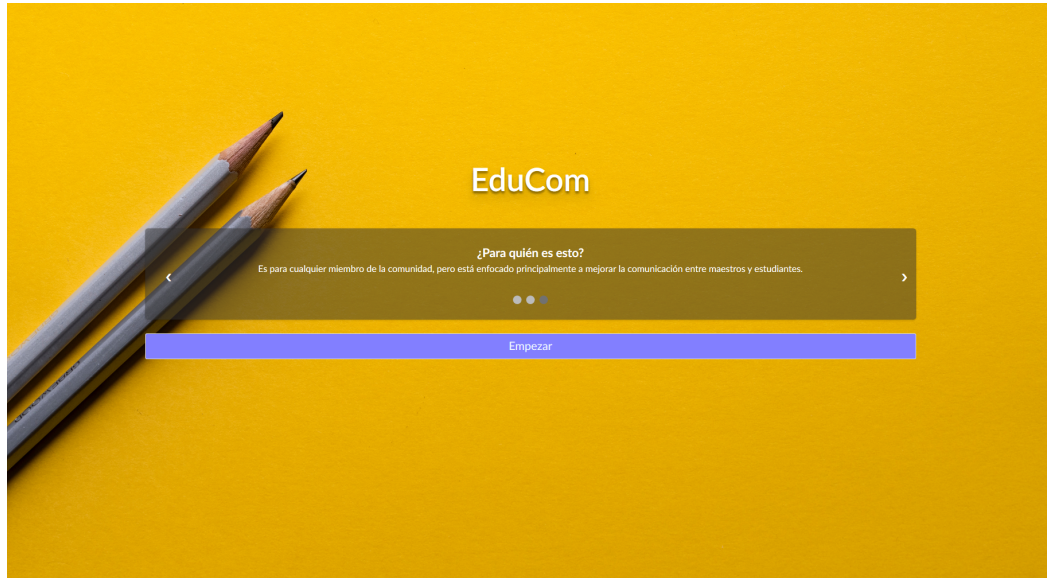 EduCom
¿Para quién es esto?
Es para cualquier miembro de la comunidad, pero está enfocado principalmente a mejorar la comunicación entre maestros y estudiantes.
Empezar